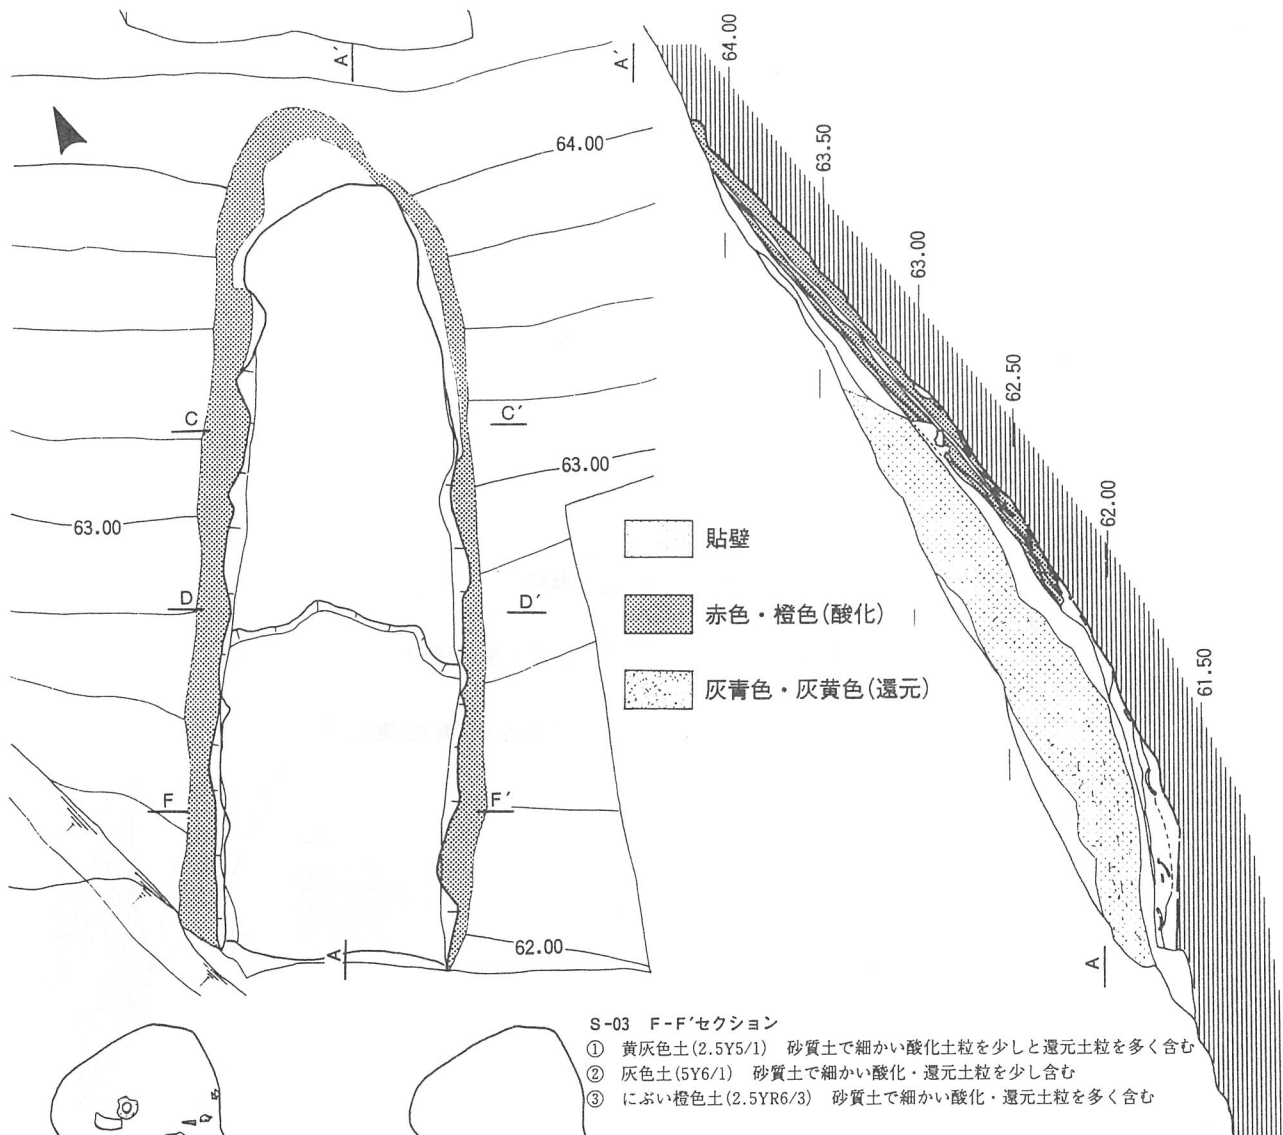 A′
A′
64.00
64.00
63.50
63.00
62.50
62.00
61.50
C
C′
63.00
63.00
D
D′
F
F′
62.00
A
A
貼壁
赤色・橙色(酸化)
灰青色・灰黄色(還元)
S-03 F-F′セクション
① 黄灰色土(2.5Y5/1) 砂質土で細かい酸化土粒を少しと還元土粒を多く含む
② 灰色土(5Y6/1) 砂質土で細かい酸化・還元土粒を少し含む
③ にぶい橙色土(2.5YR6/3) 砂質土で細かい酸化・還元土粒を多く含む